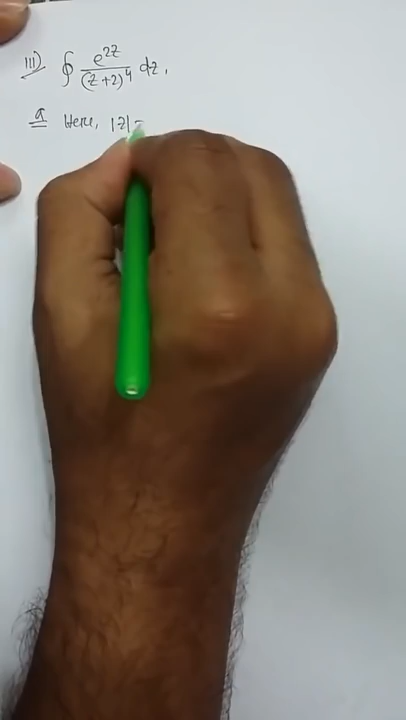 III) ∮ e^{2z}/(z+2)^4 dz.
a Here, |z| =